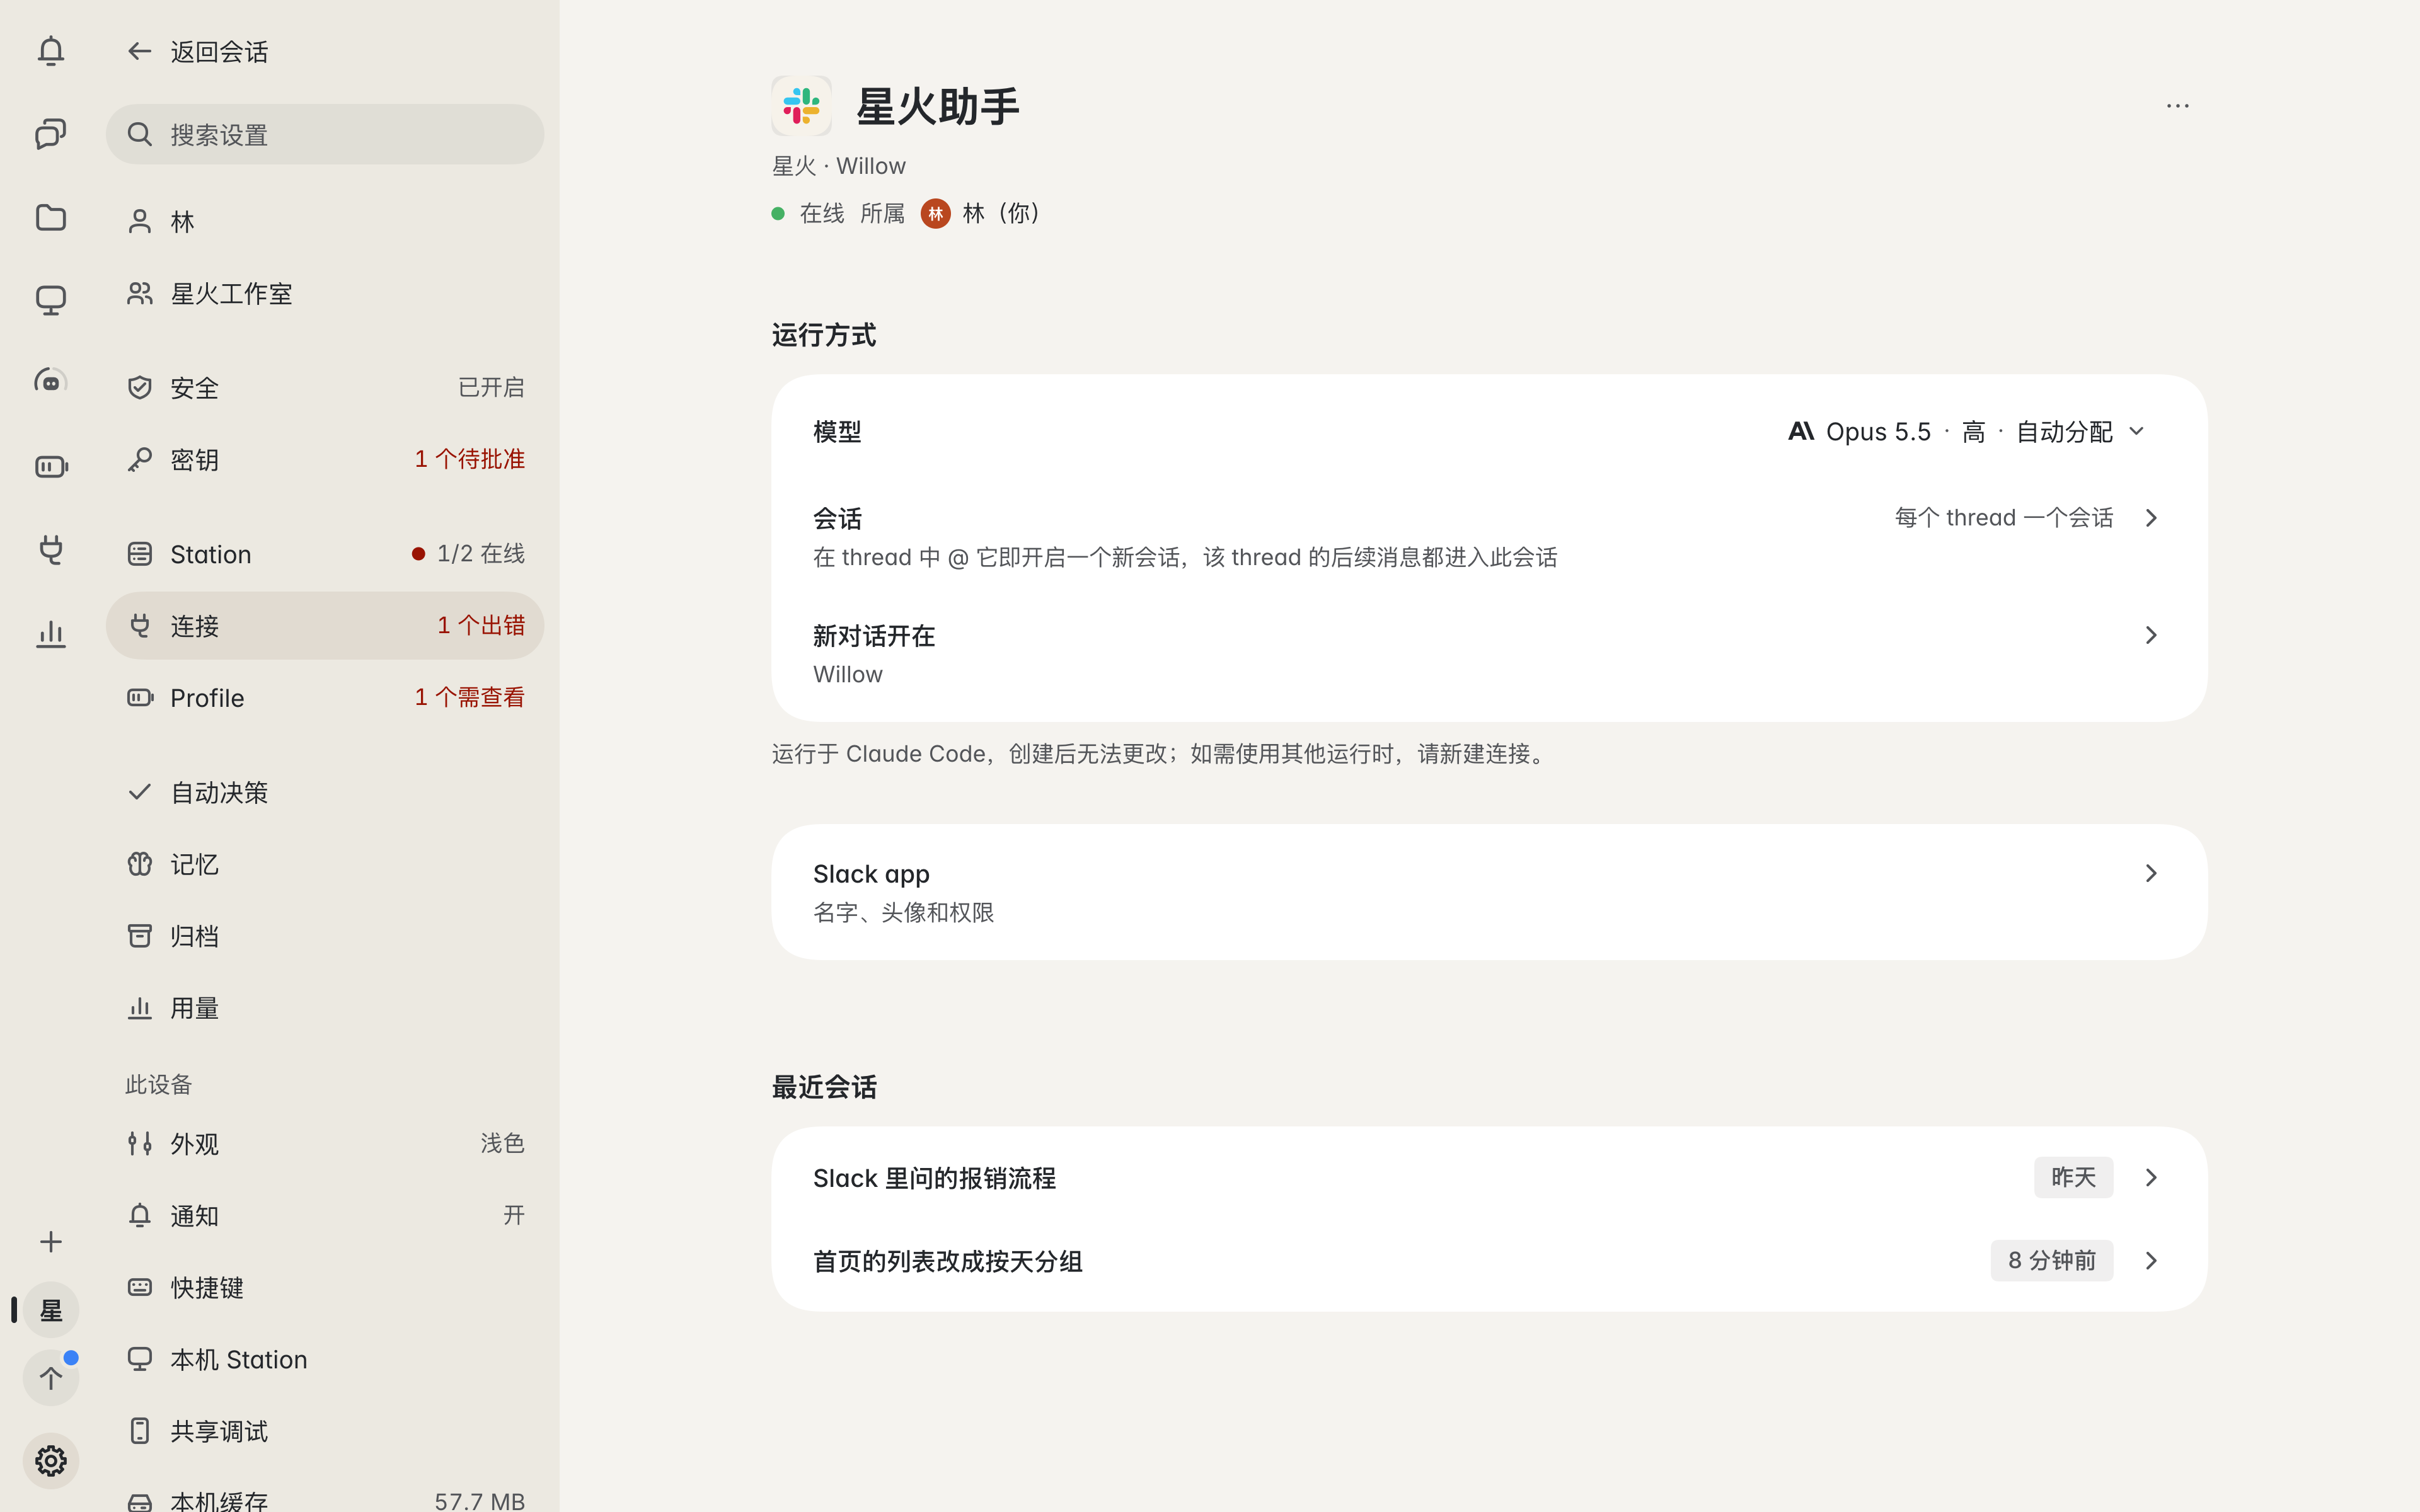 返回会话
搜索设置
林
星火工作室
安全 已开启
密钥 1 个待批准
Station 1/2 在线
连接 1 个出错
Profile 1 个需查看
自动决策
记忆
归档
用量
此设备
外观 浅色
通知 开
快捷键
本机 Station
共享调试
本机缓存 57.7 MB
星
个
星火助手
星火 · Willow
在线 所属 林 林（你）
运行方式
模型 Opus 5.5 · 高 · 自动分配
会话 每个 thread 一个会话
在 thread 中 @ 它即开启一个新会话，该 thread 的后续消息都进入此会话
新对话开在
Willow
运行于 Claude Code，创建后无法更改；如需使用其他运行时，请新建连接。
Slack app
名字、头像和权限
最近会话
Slack 里问的报销流程 昨天
首页的列表改成按天分组 8 分钟前